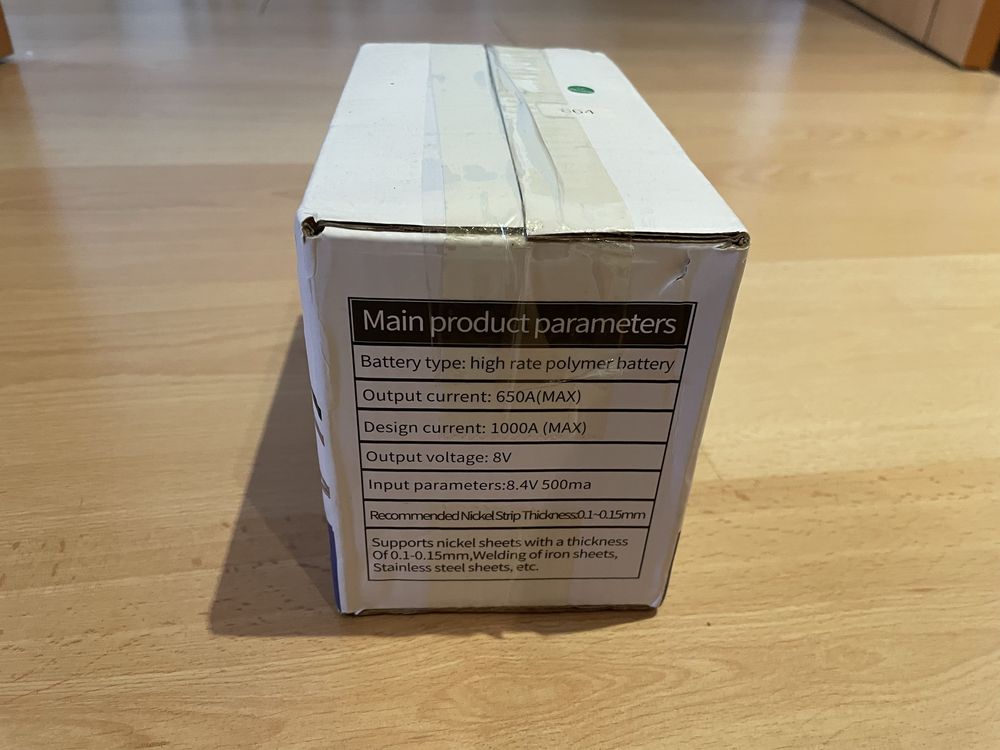 Main product parameters
Battery type: high rate polymer battery
Output current: 650A(MAX)
Design current: 1000A (MAX)
Output voltage: 8V
Input parameters:8.4V 500ma
Recommended Nickel Strip Thickness:0.1~0.15mm
Supports nickel sheets with a thickness
Of 0.1-0.15mm,Welding of iron sheets,
Stainless steel sheets, etc.